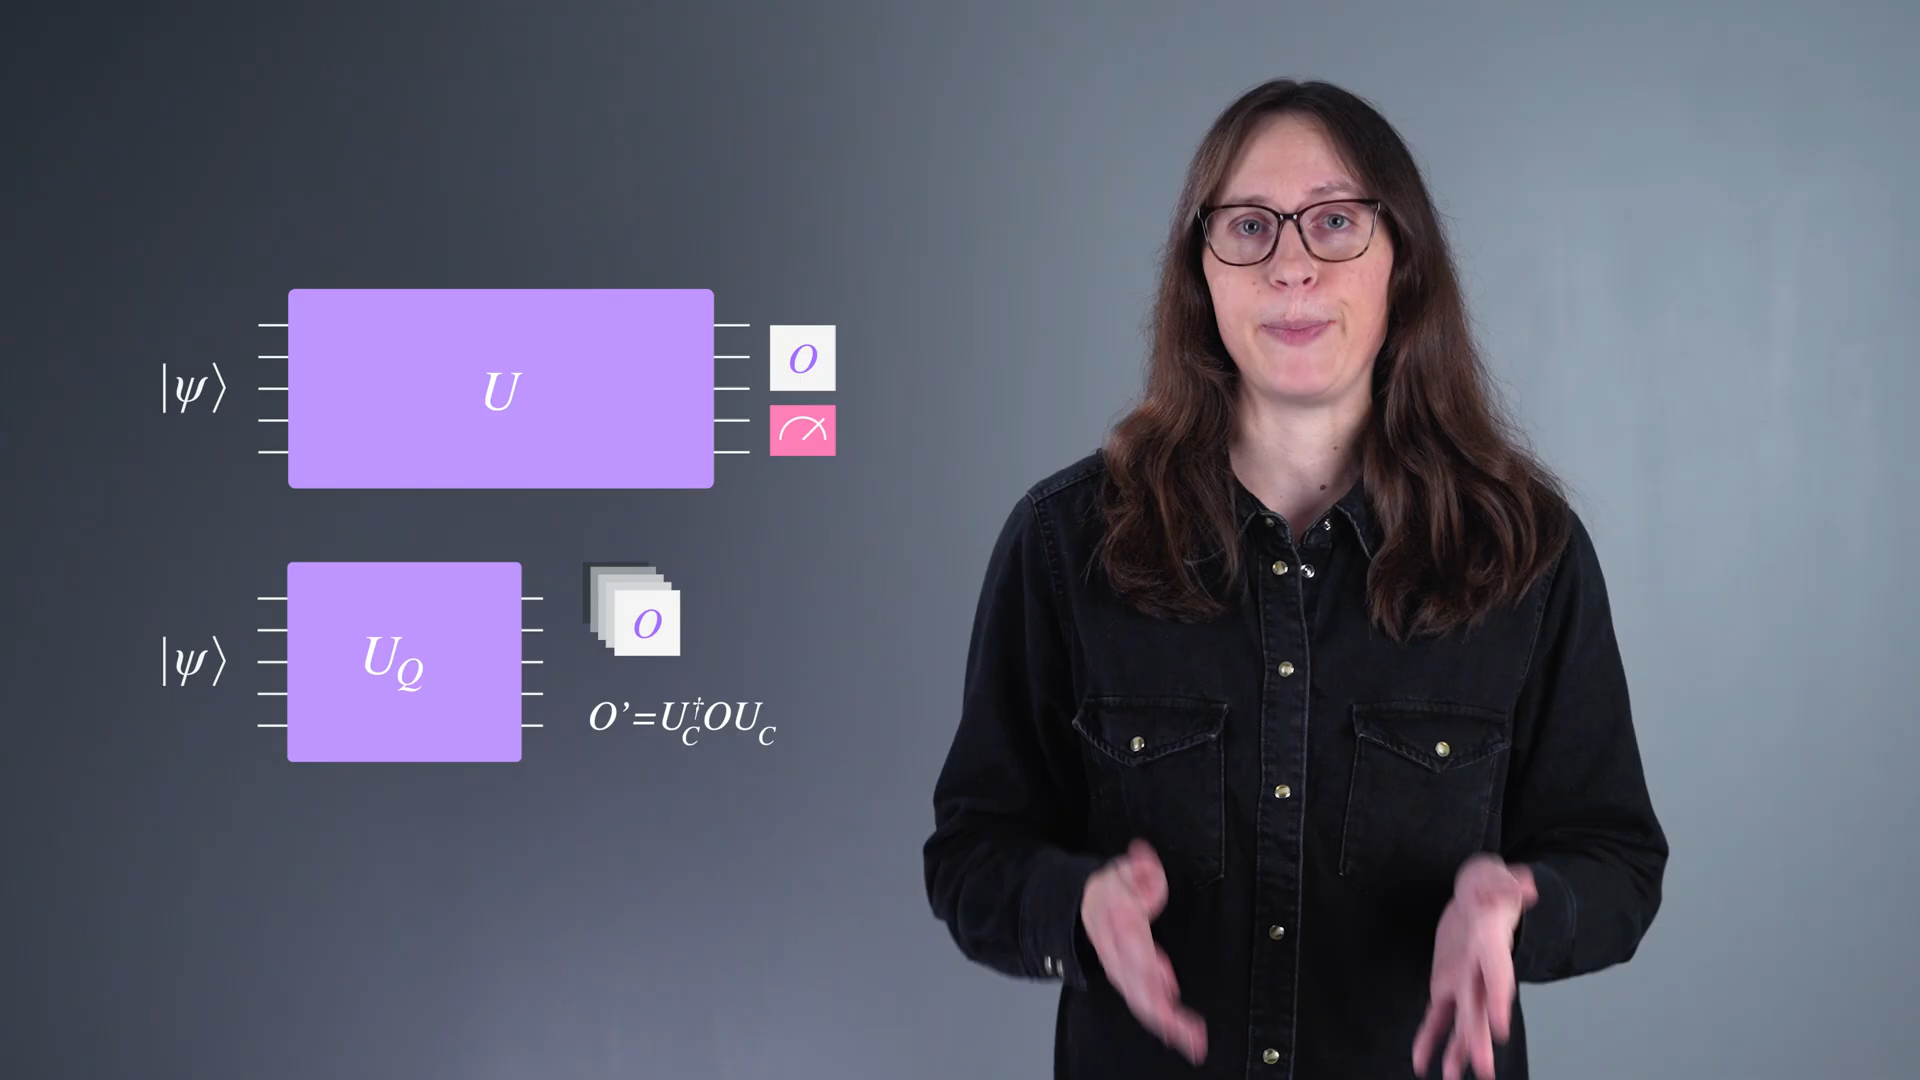 |ψ⟩ U O
|ψ⟩ U_Q O
O’=U_C^†OU_C